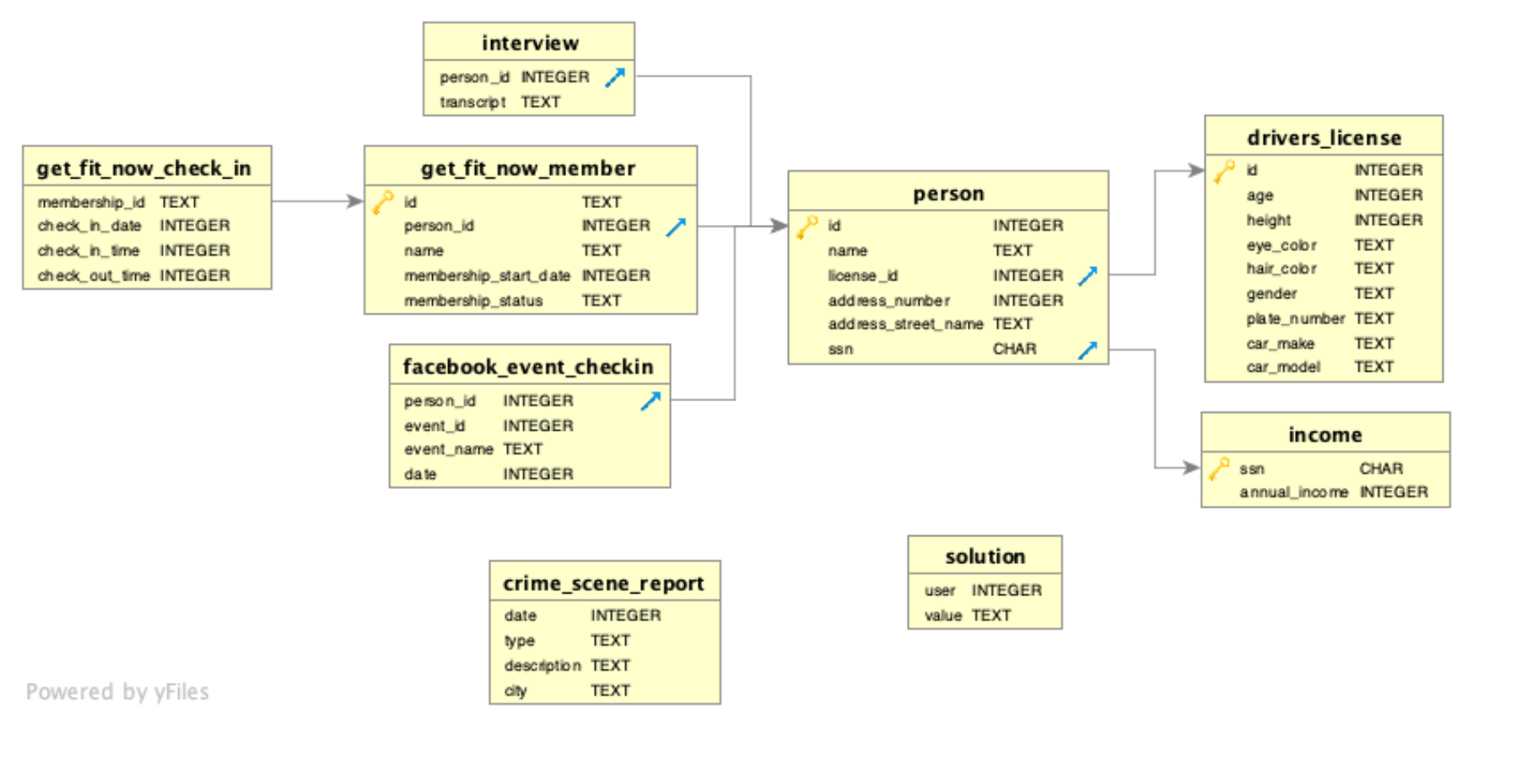 interview
person_id INTEGER
transcript TEXT
get_fit_now_check_in
membership_id TEXT
check_in_date INTEGER
check_in_time INTEGER
check_out_time INTEGER
get_fit_now_member
id TEXT
person_id INTEGER
name TEXT
membership_start_date INTEGER
membership_status TEXT
facebook_event_checkin
person_id INTEGER
event_id INTEGER
event_name TEXT
date INTEGER
person
id INTEGER
name TEXT
license_id INTEGER
address_number INTEGER
address_street_name TEXT
ssn CHAR
drivers_license
id INTEGER
age INTEGER
height INTEGER
eye_color TEXT
hair_color TEXT
gender TEXT
plate_number TEXT
car_make TEXT
car_model TEXT
income
ssn CHAR
annual_income INTEGER
crime_scene_report
date INTEGER
type TEXT
description TEXT
city TEXT
solution
user INTEGER
value TEXT
Powered by yFiles